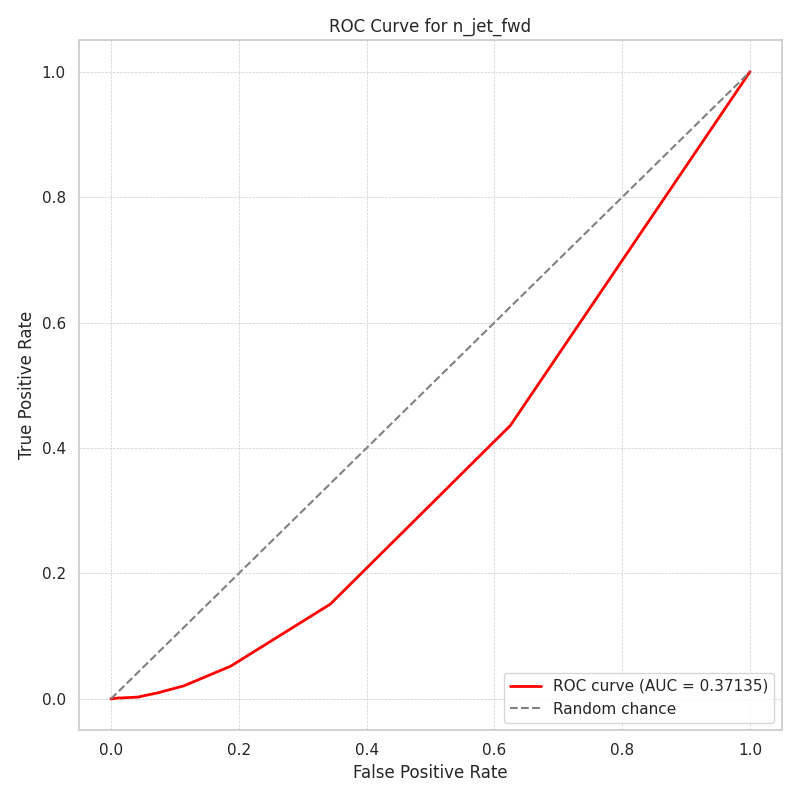 ROC Curve for n_jet_fwd
1.0
0.8
0.6
0.4
0.2
0.0
True Positive Rate
ROC curve (AUC = 0.37135)
Random chance
0.0 0.2 0.4 0.6 0.8 1.0
False Positive Rate